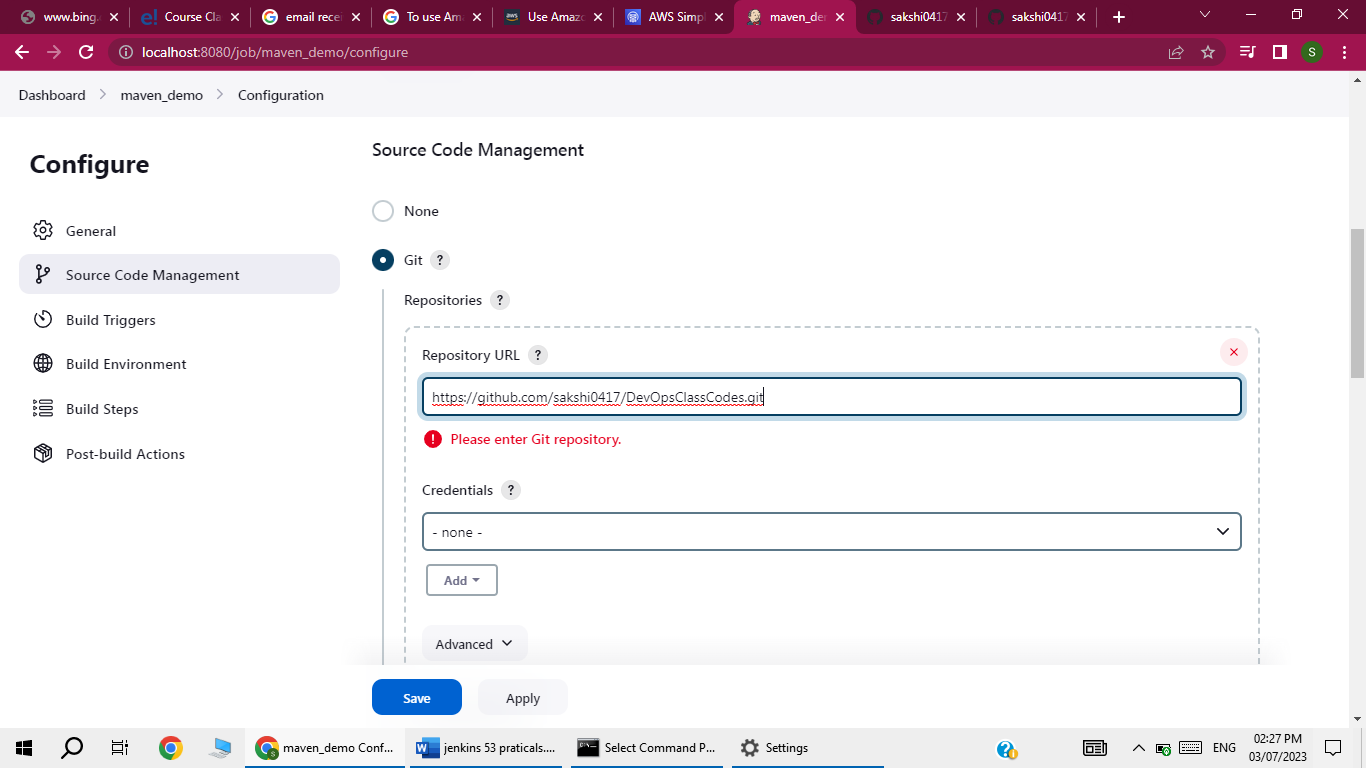 www.bing.
Course Cla
email rece
To use Am
Use Amazo
AWS Simpl
maven_der
sakshi0417
sakshi0417
localhost:8080/job/maven_demo/configure
S
Dashboard > maven_demo > Configuration
Configure
General
Source Code Management
Build Triggers
Build Environment
Build Steps
Post-build Actions
Source Code Management
None
Git ?
Repositories ?
Repository URL ?
https://github.com/sakshi0417/DevOpsClassCodes.git
Please enter Git repository.
Credentials ?
- none -
Add
Advanced
Save
Apply
maven_demo Conf...
jenkins 53 praticals....
Select Command P...
Settings
ENG
02:27 PM
03/07/2023